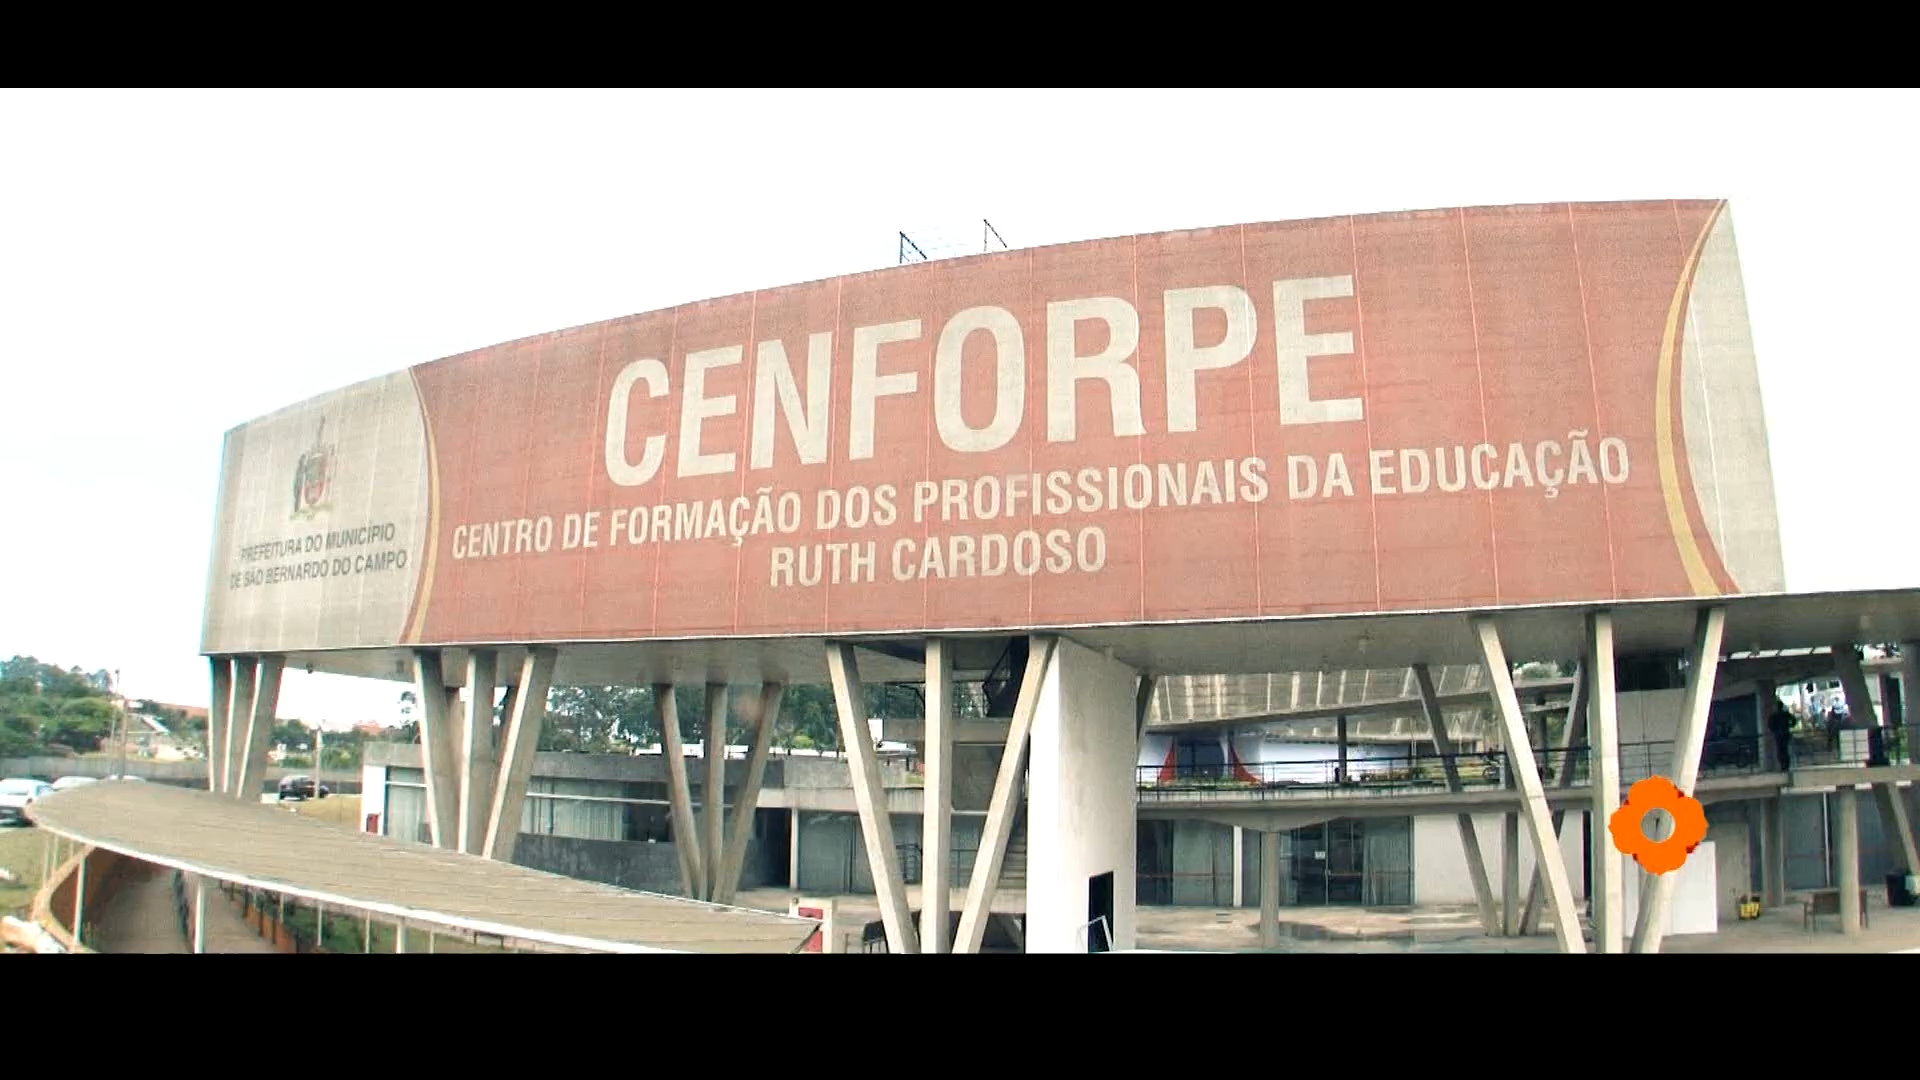 CENFORPE
CENTRO DE FORMAÇÃO DOS PROFISSIONAIS DA EDUCAÇÃO
RUTH CARDOSO
PREFEITURA DO MUNICÍPIO
DE SÃO BERNARDO DO CAMPO